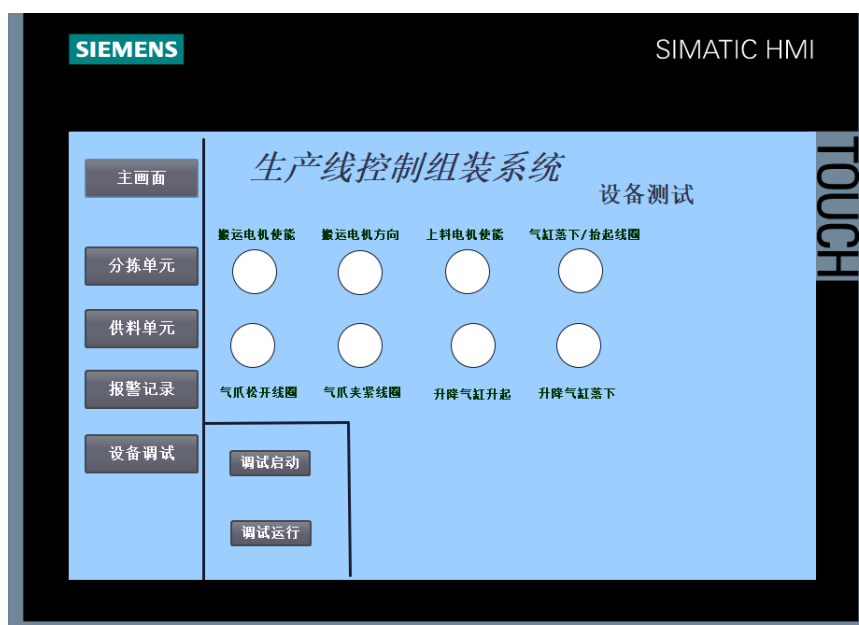 SIEMENS
SIMATIC HMI
TOUCH
生产线控制组装系统
设备测试
主画面
分拣单元
供料单元
报警记录
设备调试
搬运电机使能 搬运电机方向 上料电机使能 气缸落下/抬起线圈
气爪松开线圈 气爪夹紧线圈 升降气缸升起 升降气缸落下
调试启动
调试运行